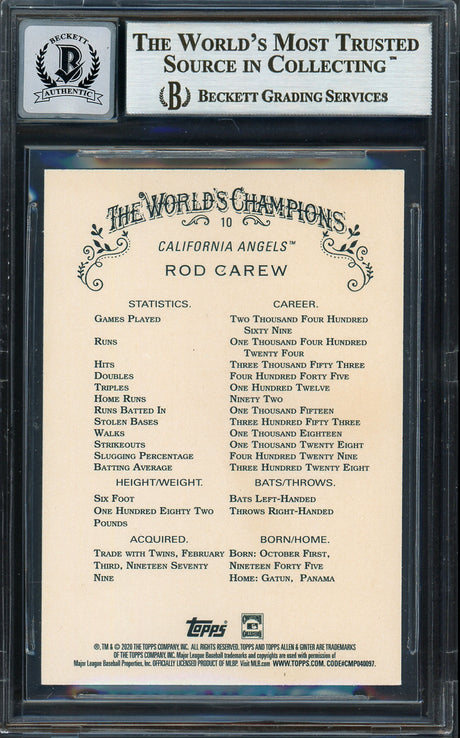 BECKETT
B
AUTHENTIC
The World's Most Trusted
Source in Collecting™
B Beckett Grading Services
The World's Champions
10
CALIFORNIA ANGELS™
ROD CAREW
STATISTICS. CAREER.
Games Played Two Thousand Four Hundred
Sixty Nine
Runs One Thousand Four Hundred
Twenty Four
Hits Three Thousand Fifty Three
Doubles Four Hundred Forty Five
Triples One Hundred Twelve
Home Runs Ninety Two
Runs Batted In One Thousand Fifteen
Stolen Bases Three Hundred Fifty Three
Walks One Thousand Eighteen
Strikeouts One Thousand Twenty Eight
Slugging Percentage Four Hundred Twenty Nine
Batting Average Three Hundred Twenty Eight
HEIGHT/WEIGHT. BATS/THROWS.
Six Foot Bats Left-Handed
One Hundred Eighty Two Throws Right-Handed
Pounds
ACQUIRED. BORN/HOME.
Trade with Twins, February Born: October First,
Third, Nineteen Seventy Nineteen Forty Five
Nine Home: Gatun, Panama
Topps
®, TM & © 2020 THE TOPPS COMPANY, INC. ALL RIGHTS RESERVED. TOPPS AND TOPPS ALLEN & GINTER ARE TRADEMARKS
OF THE TOPPS COMPANY, INC. Major League Baseball trademarks and copyrights are used with permission of
Major League Baseball Properties, Inc. OFFICIALLY LICENSED PRODUCT OF MLBP. Visit MLB.com WWW.TOPPS.COM. CODE#CMP040097.